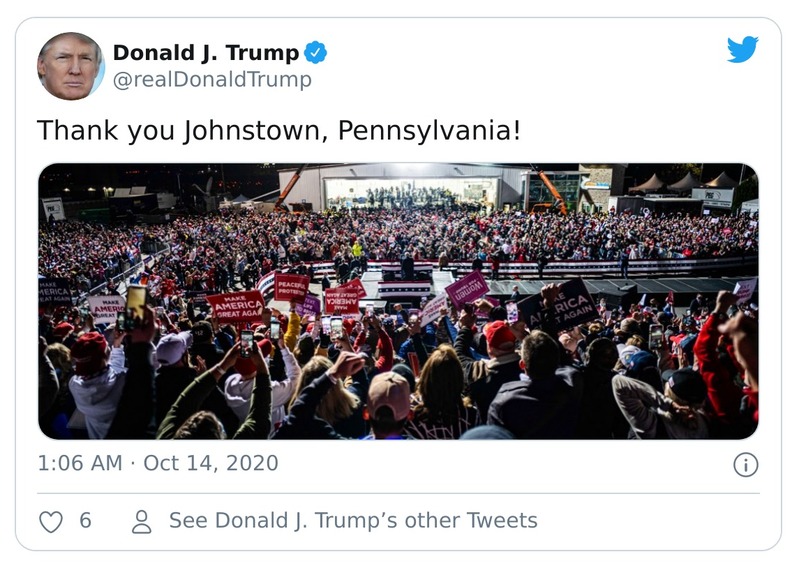 Donald J. Trump
@realDonaldTrump
Thank you Johnstown, Pennsylvania!
MAKE
AMERICA
GREAT AGAIN
MAKE
AMERICA
GREAT AGAIN
PEACEFUL
PROTESTER
Women
1:06 AM · Oct 14, 2020
6
See Donald J. Trump’s other Tweets